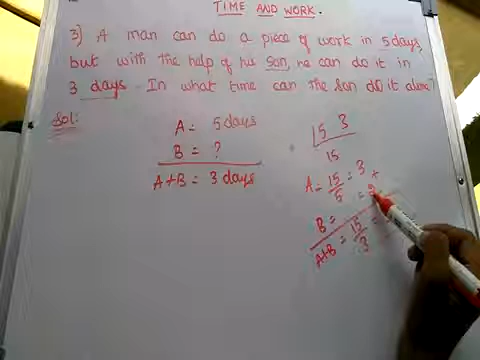 TIME AND WORK.
3) A man can do a piece of work in 5 days,
but with the help of his son, he can do it in
3 days. In what time can the son do it alone?
Sol:
A = 5 days
B = ?
A+B = 3 days
5 3
15
A = 15/5 = 3 +
B = =
A+B = 15/3 =